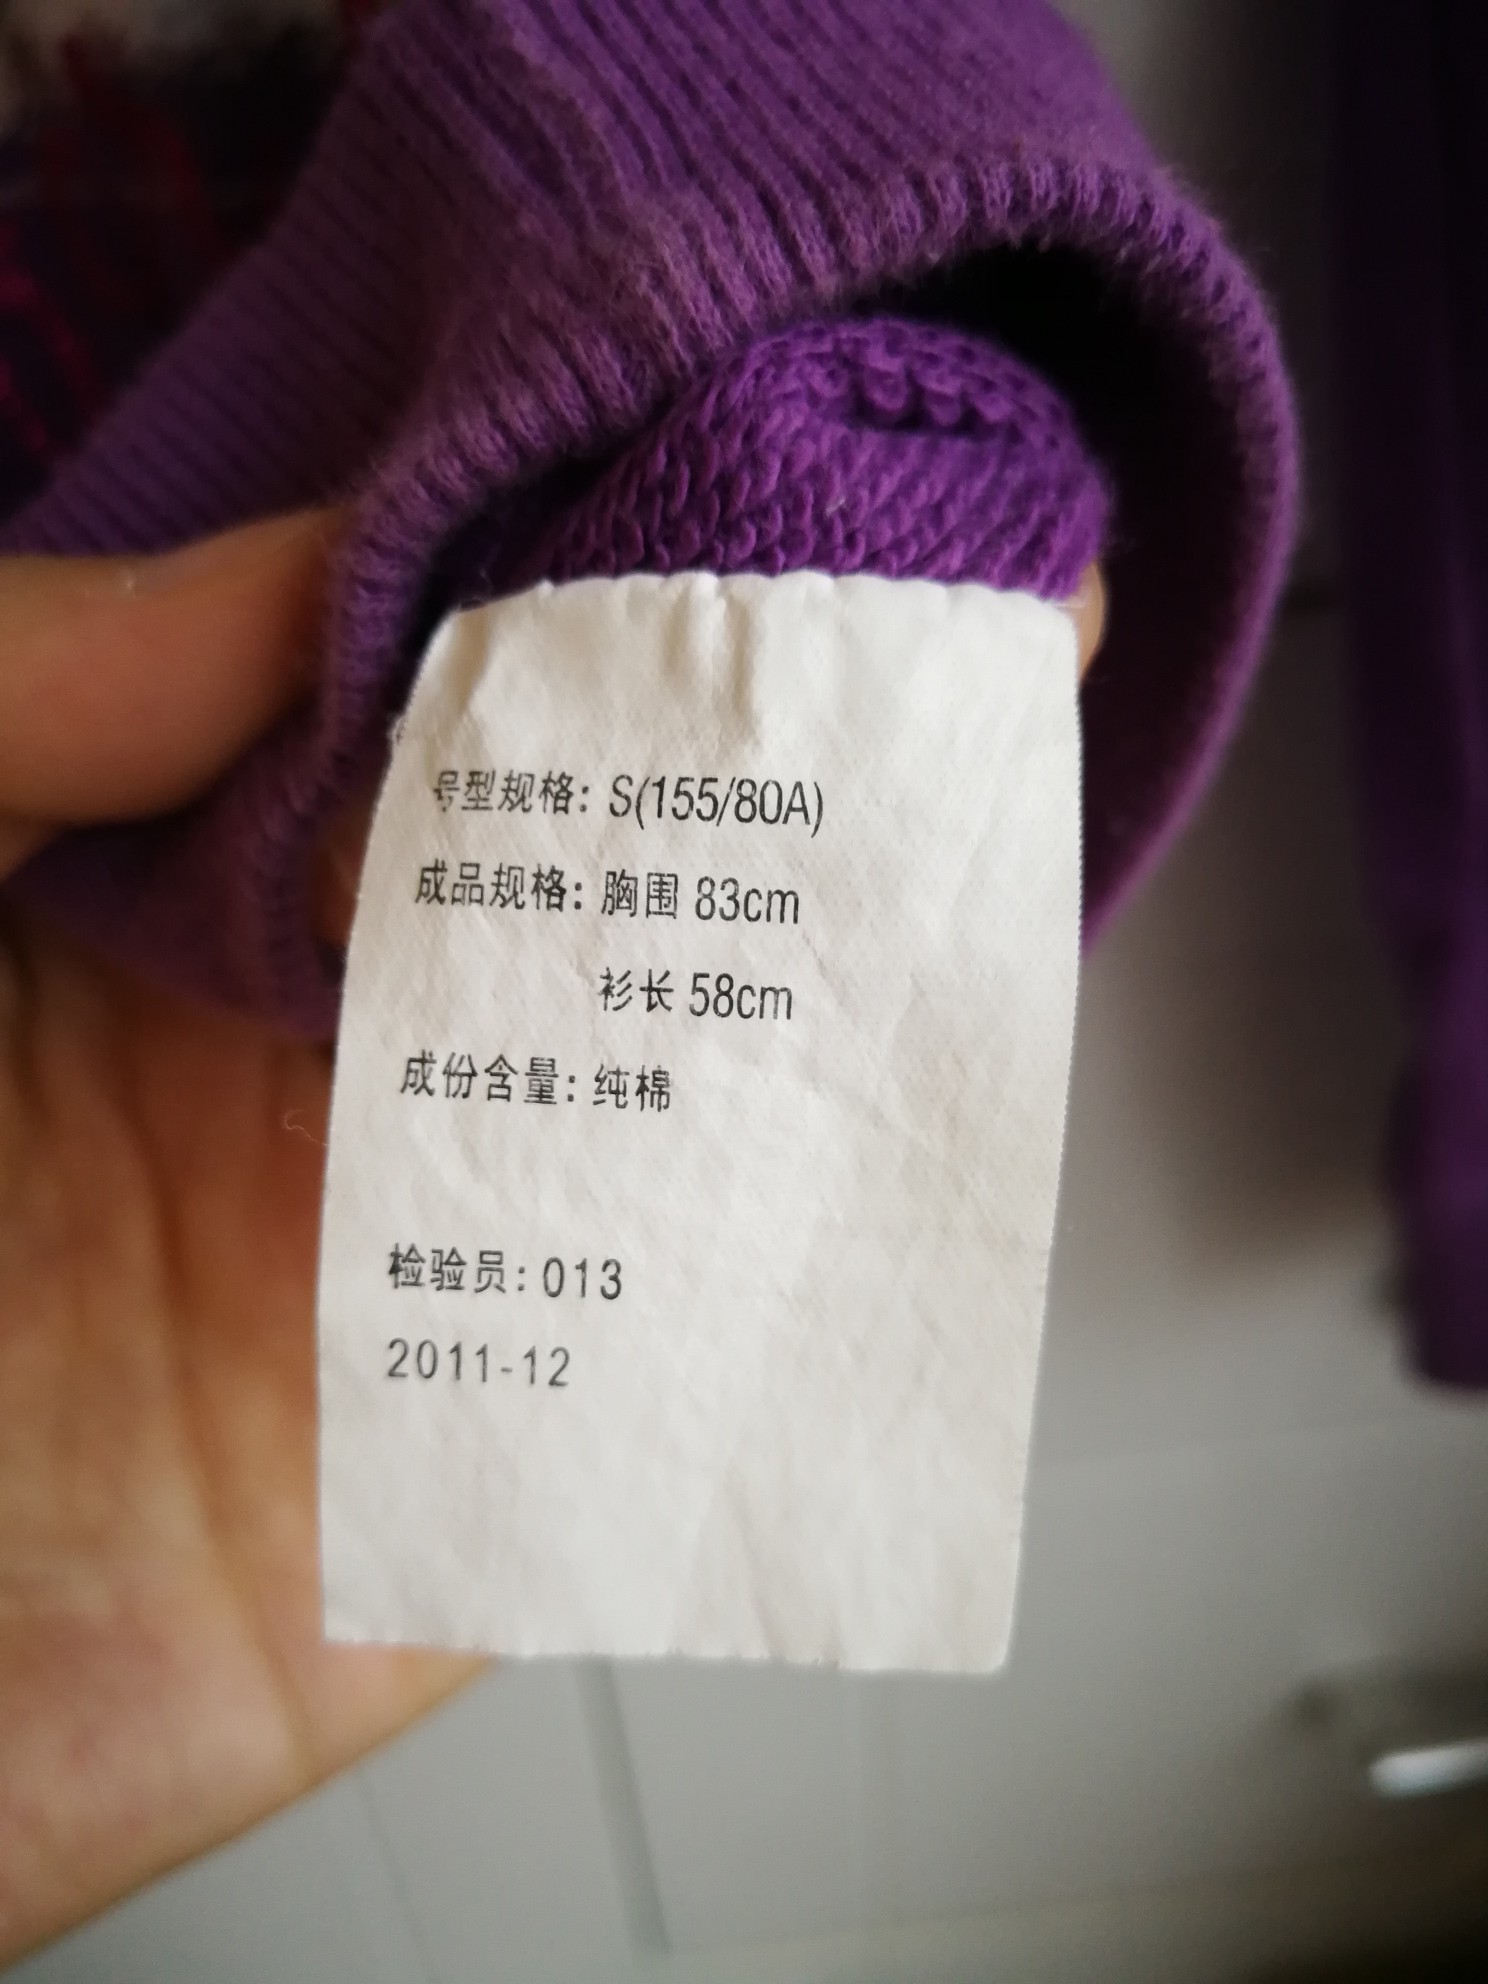 号型规格: S(155/80A)
成品规格: 胸围 83cm
衫长 58cm
成份含量: 纯棉
检验员: 013
2011-12